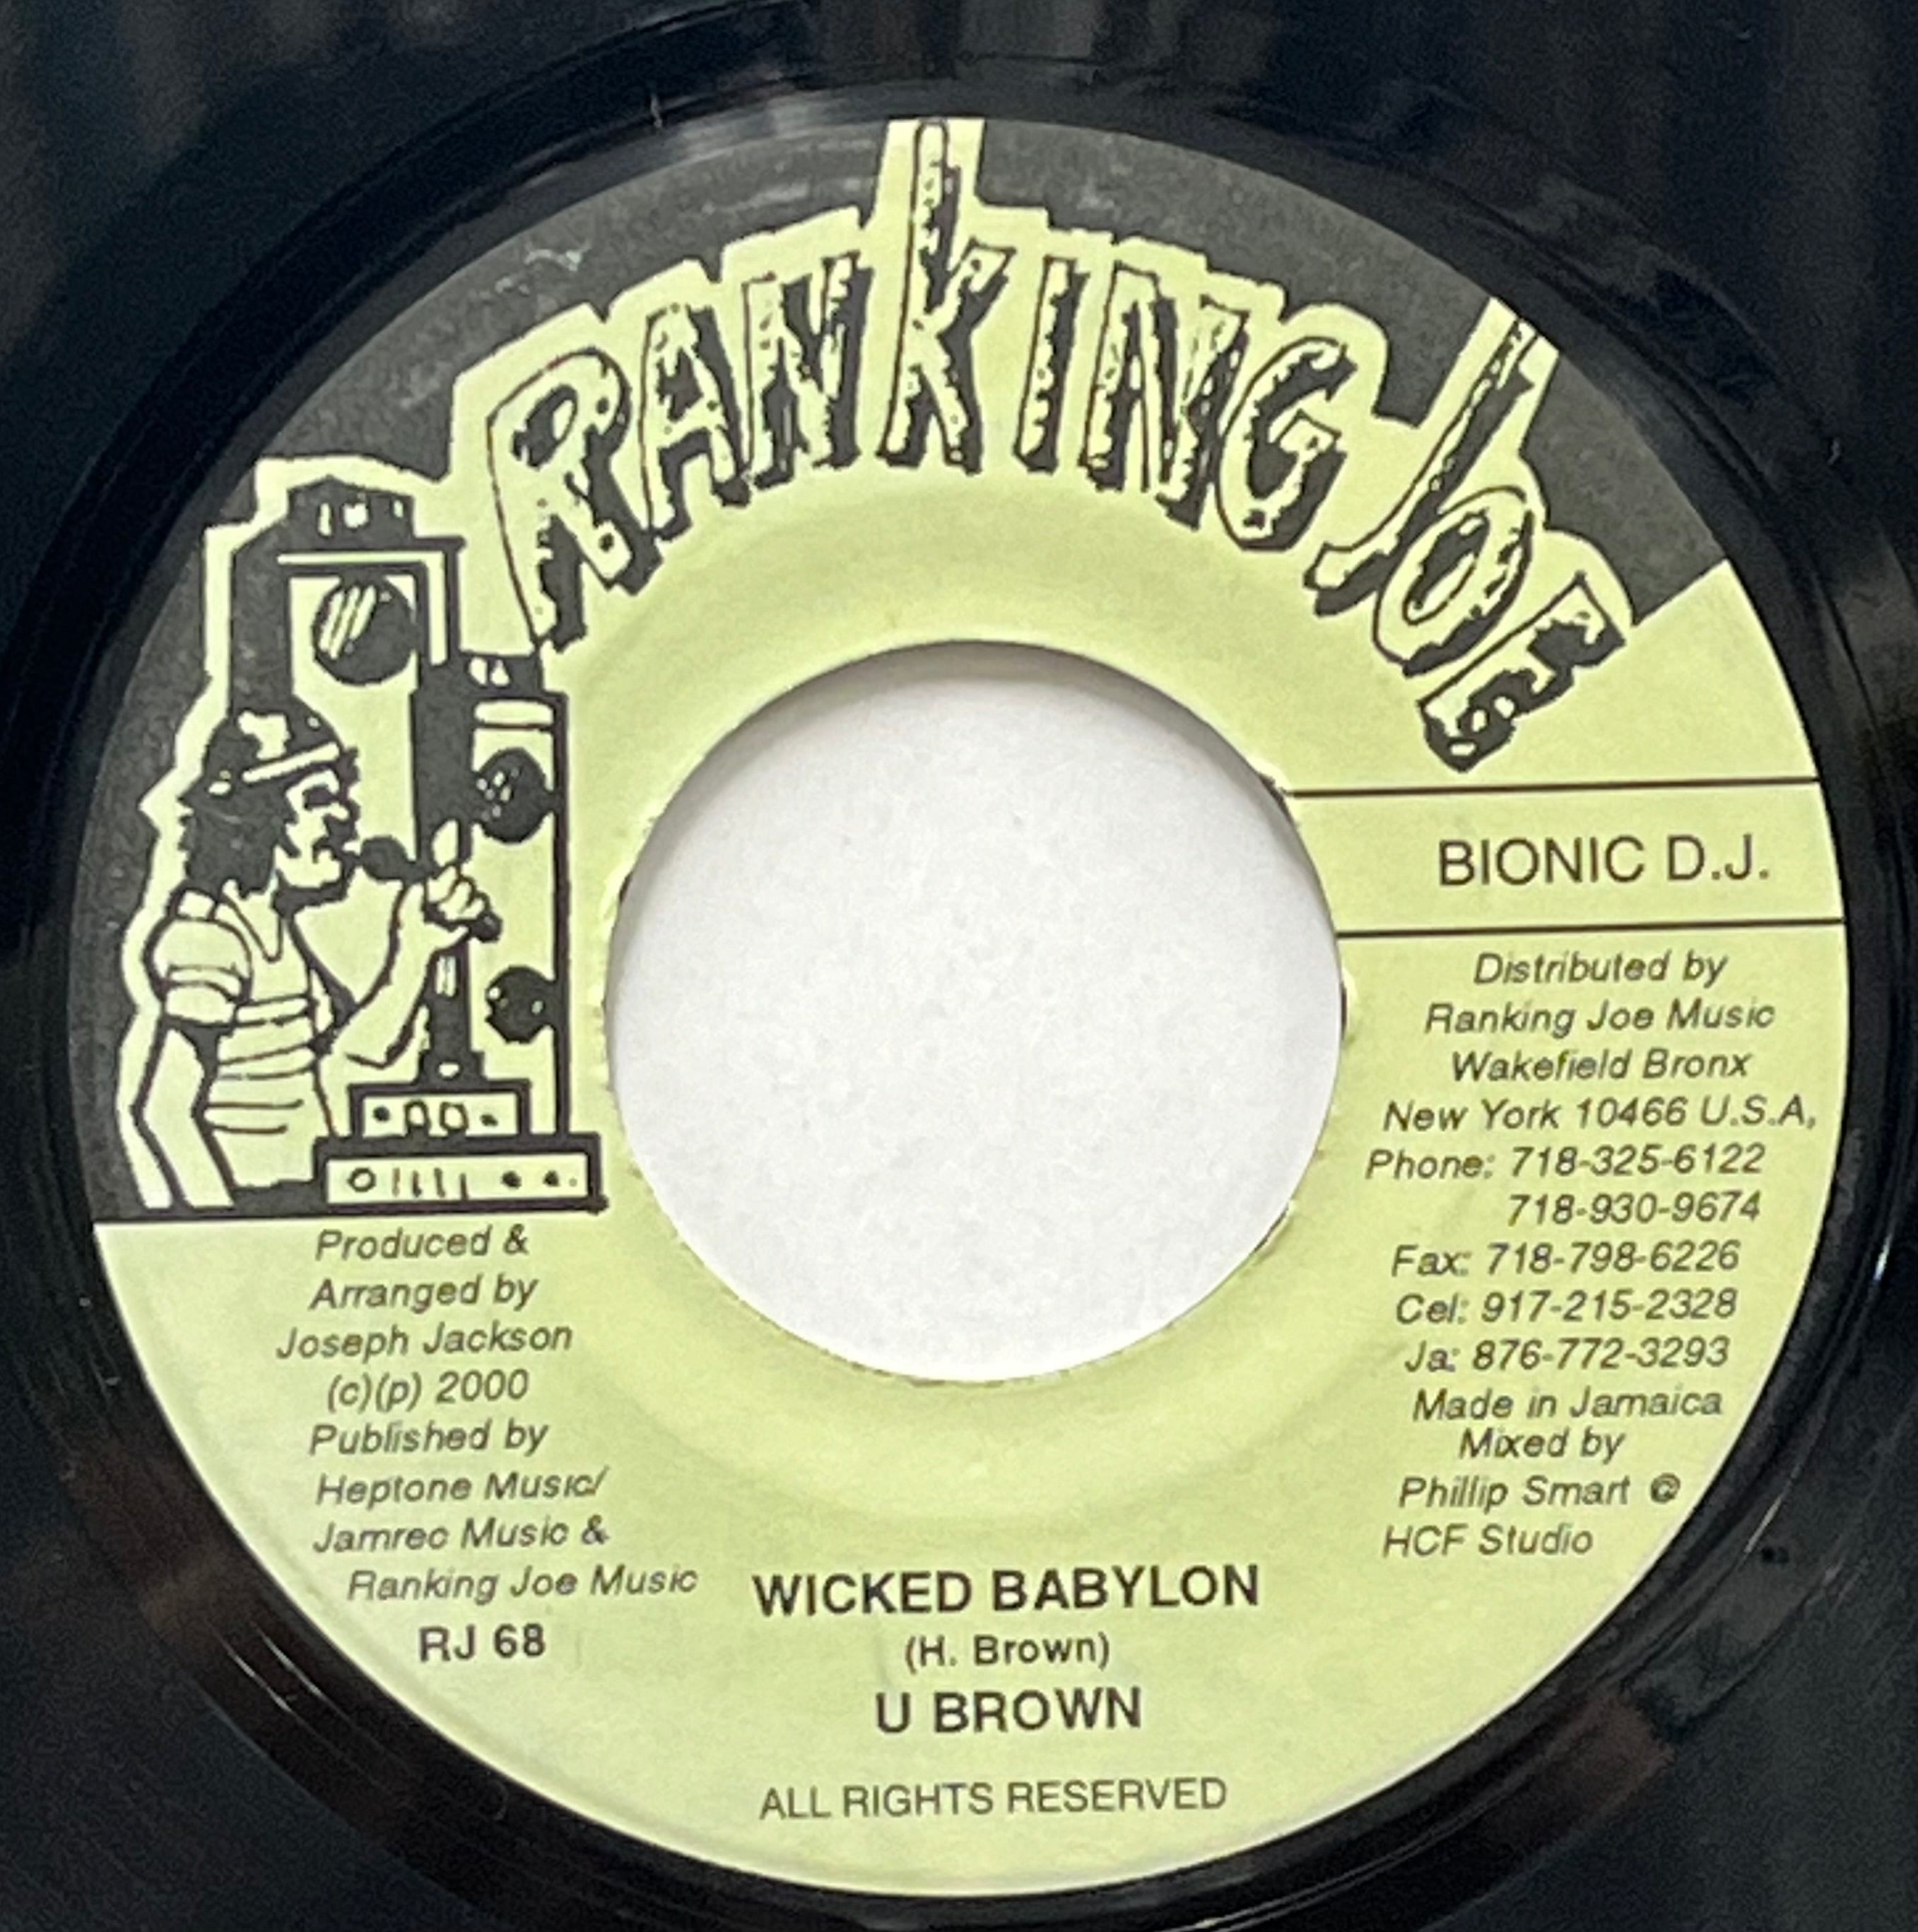 RANKING JOE
BIONIC D.J.
Distributed by
Ranking Joe Music
Wakefield Bronx
New York 10466 U.S.A,
Phone: 718-325-6122
718-930-9674
Fax: 718-798-6226
Cel: 917-215-2328
Ja: 876-772-3293
Made in Jamaica
Mixed by
Phillip Smart @
HCF Studio
Produced &
Arranged by
Joseph Jackson
(c)(p) 2000
Published by
Heptone Music/
Jamrec Music &
Ranking Joe Music
RJ 68
WICKED BABYLON
(H. Brown)
U BROWN
ALL RIGHTS RESERVED